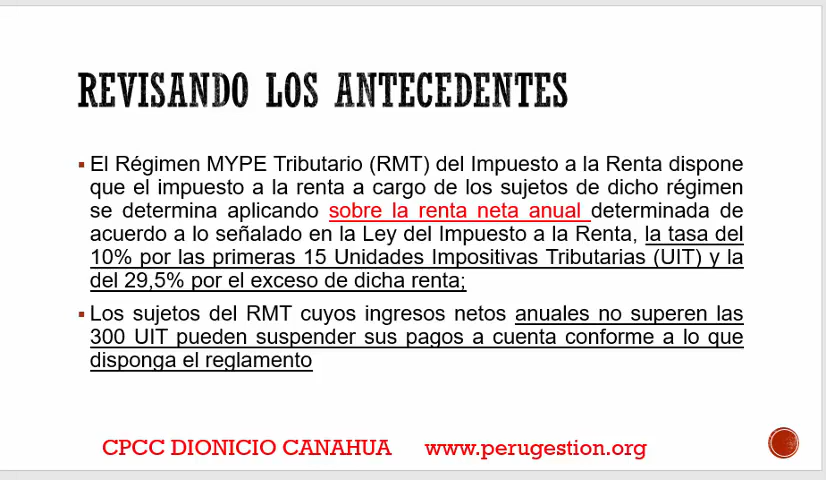 REVISANDO LOS ANTECEDENTES
El Régimen MYPE Tributario (RMT) del Impuesto a la Renta dispone
que el impuesto a la renta a cargo de los sujetos de dicho régimen
se determina aplicando sobre la renta neta anual determinada de
acuerdo a lo señalado en la Ley del Impuesto a la Renta, la tasa del
10% por las primeras 15 Unidades Impositivas Tributarias (UIT) y la
del 29,5% por el exceso de dicha renta;
Los sujetos del RMT cuyos ingresos netos anuales no superen las
300 UIT pueden suspender sus pagos a cuenta conforme a lo que
disponga el reglamento
CPCC DIONICIO CANAHUA www.perugestion.org